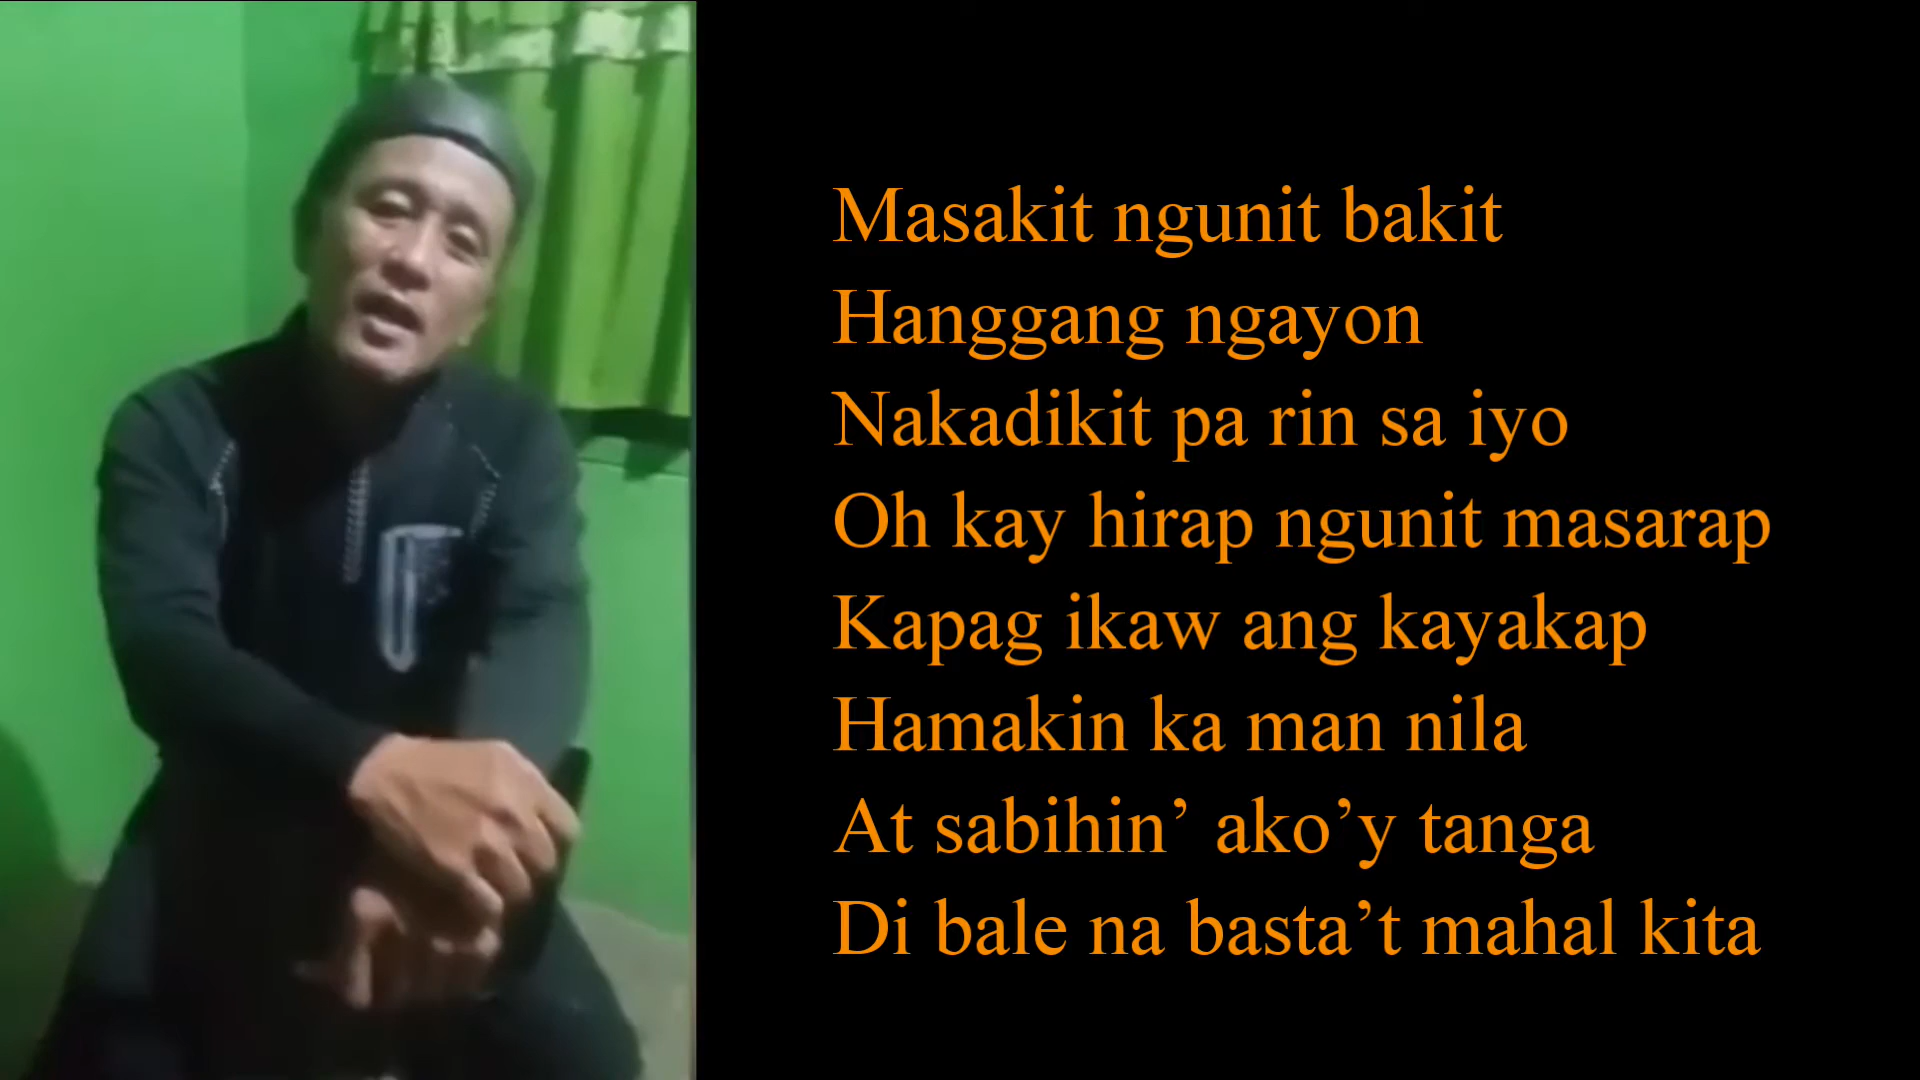 Masakit ngunit bakit
Hanggang ngayon
Nakadikit pa rin sa iyo
Oh kay hirap ngunit masarap
Kapag ikaw ang kayakap
Hamakin ka man nila
At sabihin’ ako’y tanga
Di bale na basta’t mahal kita